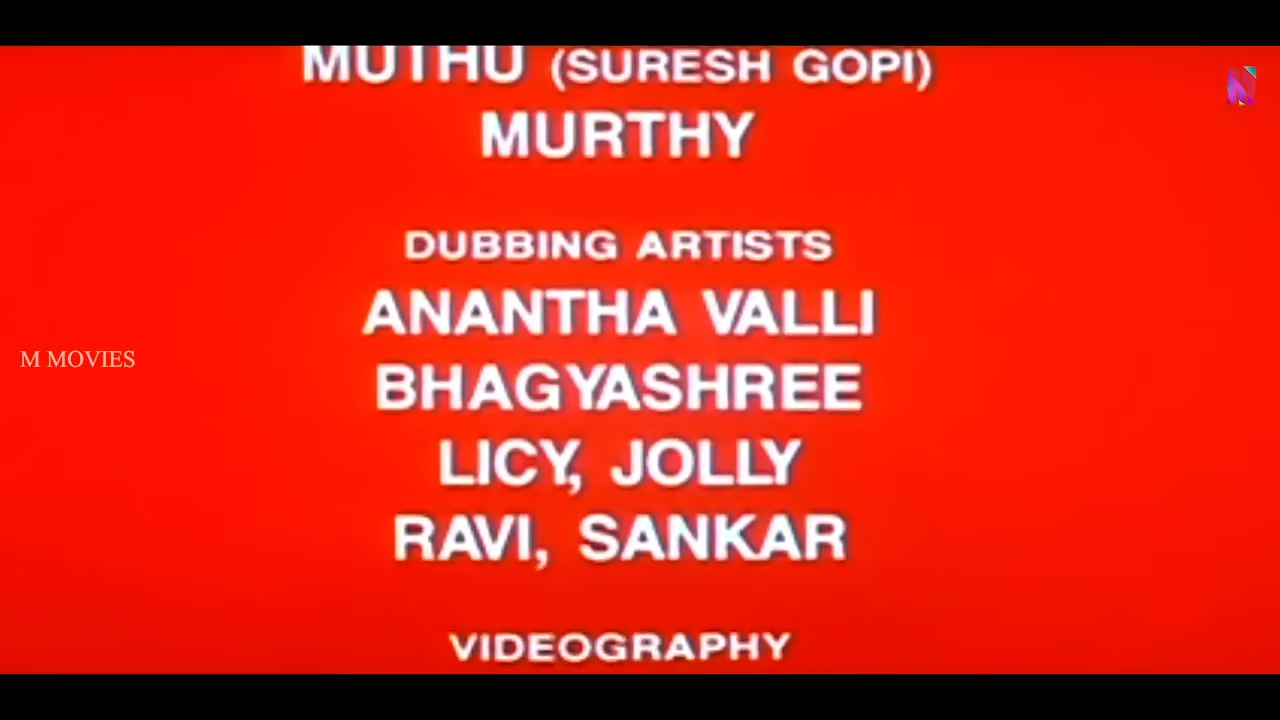 MUTHU (SURESH GOPI)
MURTHY
DUBBING ARTISTS
ANANTHA VALLI
BHAGYASHREE
M MOVIES
LICY, JOLLY
RAVI, SANKAR
VIDEOGRAPHY